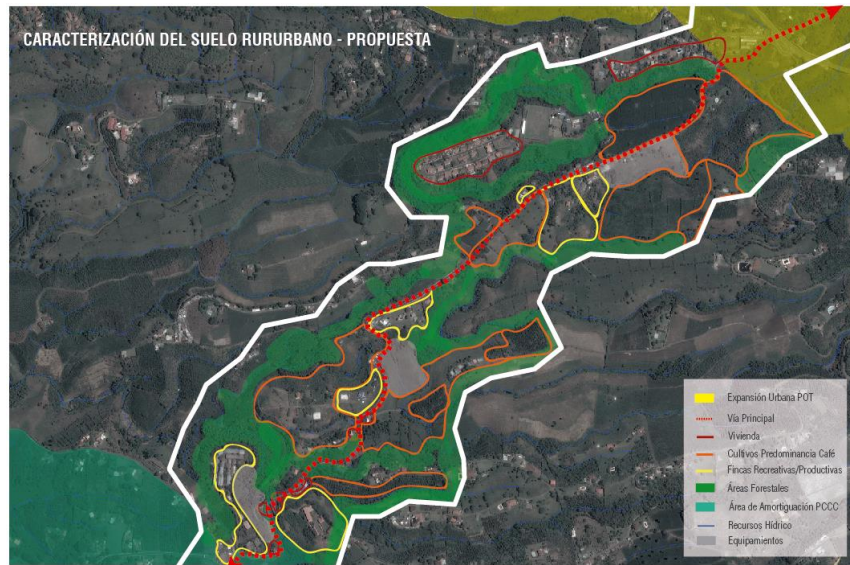 CARACTERIZACIÓN DEL SUELO RURURBANO - PROPUESTA
Expansión Urbana POT
Vía Principal
Vivienda
Cultivos Predominancia Café
Fincas Recreativas/Productivas
Áreas Forestales
Área de Amortiguación PCCC
Recursos Hídrico
Equipamientos